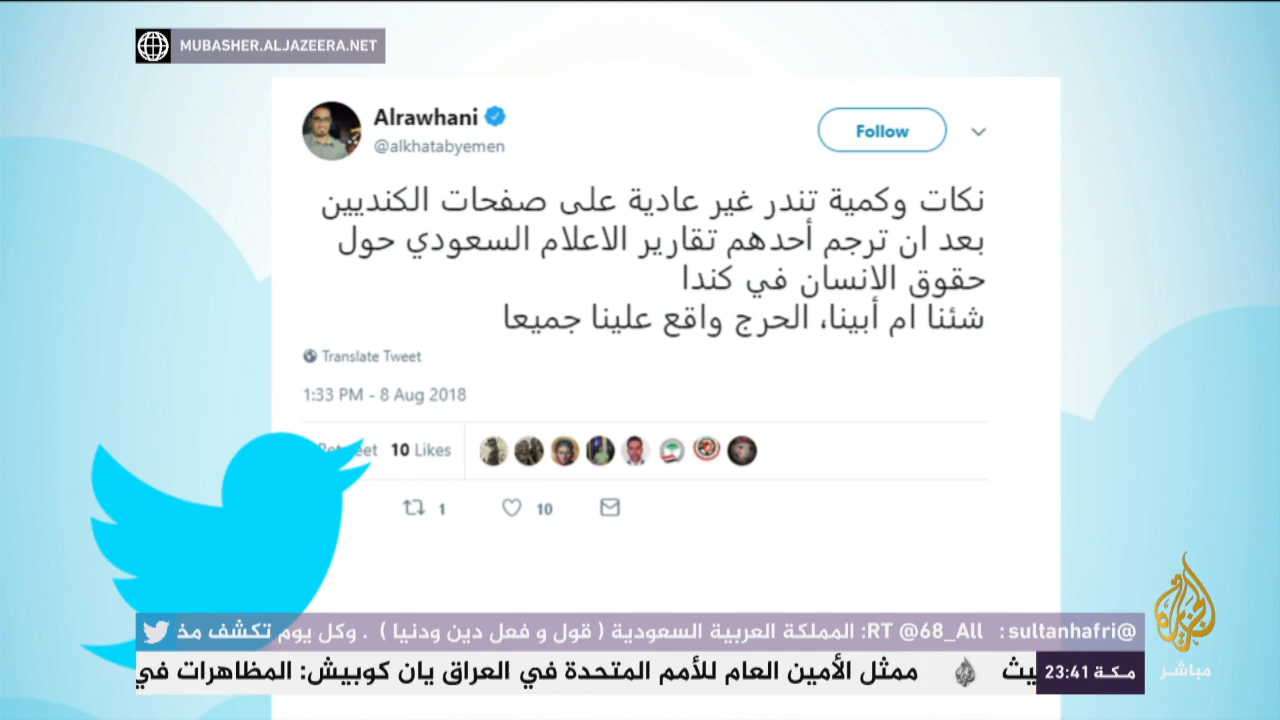 MUBASHER.ALJAZEERA.NET
Alrawhani
@alkhatabyemen
Follow
نكات وكمية تندر غير عادية على صفحات الكنديين
بعد ان ترجم أحدهم تقارير الاعلام السعودي حول
حقوق الانسان في كندا
شئنا ام أبينا، الحرج واقع علينا جميعا
Translate Tweet
1:33 PM - 8 Aug 2018
Retweet 10 Likes
1 10
@sultanhafri: RT @68_All: المملكة العربية السعودية ( قول و فعل دين ودنيا ) . وكل يوم تكشف مذ
مكة 23:41
يث ممثل الأمين العام للأمم المتحدة في العراق يان كوبيش: المظاهرات في
الجزيرة
مباشر